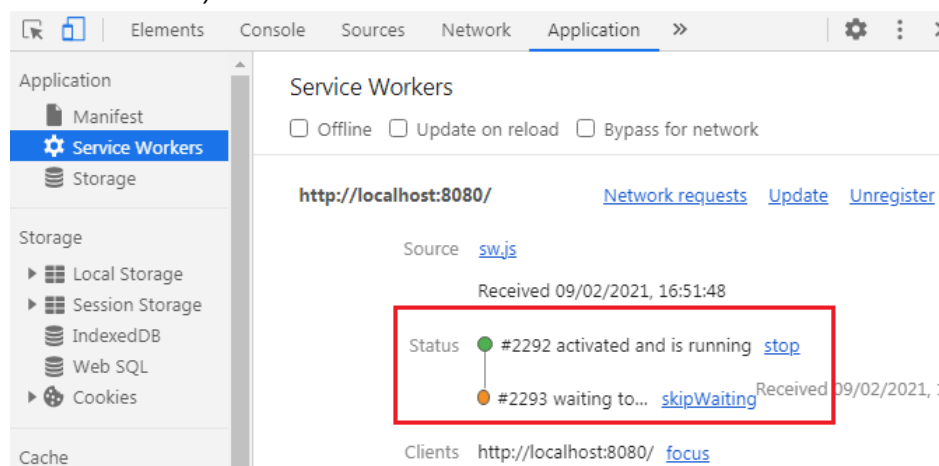 Elements Console Sources Network Application »
Application
Manifest
Service Workers
Storage
Storage
Local Storage
Session Storage
IndexedDB
Web SQL
Cookies
Cache
Service Workers
Offline Update on reload Bypass for network
http://localhost:8080/ Network requests Update Unregister
Source sw.js
Received 09/02/2021, 16:51:48
Status #2292 activated and is running stop
#2293 waiting to... skipWaiting Received 09/02/2021,
Clients http://localhost:8080/ focus